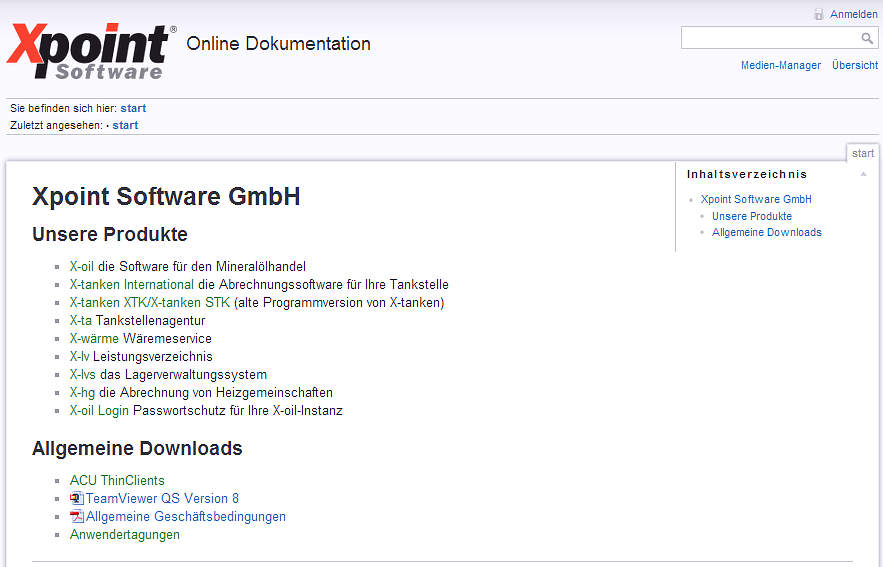 Anmelden
Xpoint® Software
Online Dokumentation
Medien-Manager Übersicht
Sie befinden sich hier: start
Zuletzt angesehen: • start
start
Inhaltsverzeichnis
Xpoint Software GmbH
Unsere Produkte
Allgemeine Downloads
Xpoint Software GmbH
Unsere Produkte
X-oil die Software für den Mineralölhandel
X-tanken International die Abrechnungssoftware für Ihre Tankstelle
X-tanken XTK/X-tanken STK (alte Programmversion von X-tanken)
X-ta Tankstellenagentur
X-wärme Wäremeservice
X-lv Leistungsverzeichnis
X-lvs das Lagerverwaltungssystem
X-hg die Abrechnung von Heizgemeinschaften
X-oil Login Passwortschutz für Ihre X-oil-Instanz
Allgemeine Downloads
ACU ThinClients
TeamViewer QS Version 8
Allgemeine Geschäftsbedingungen
Anwendertagungen